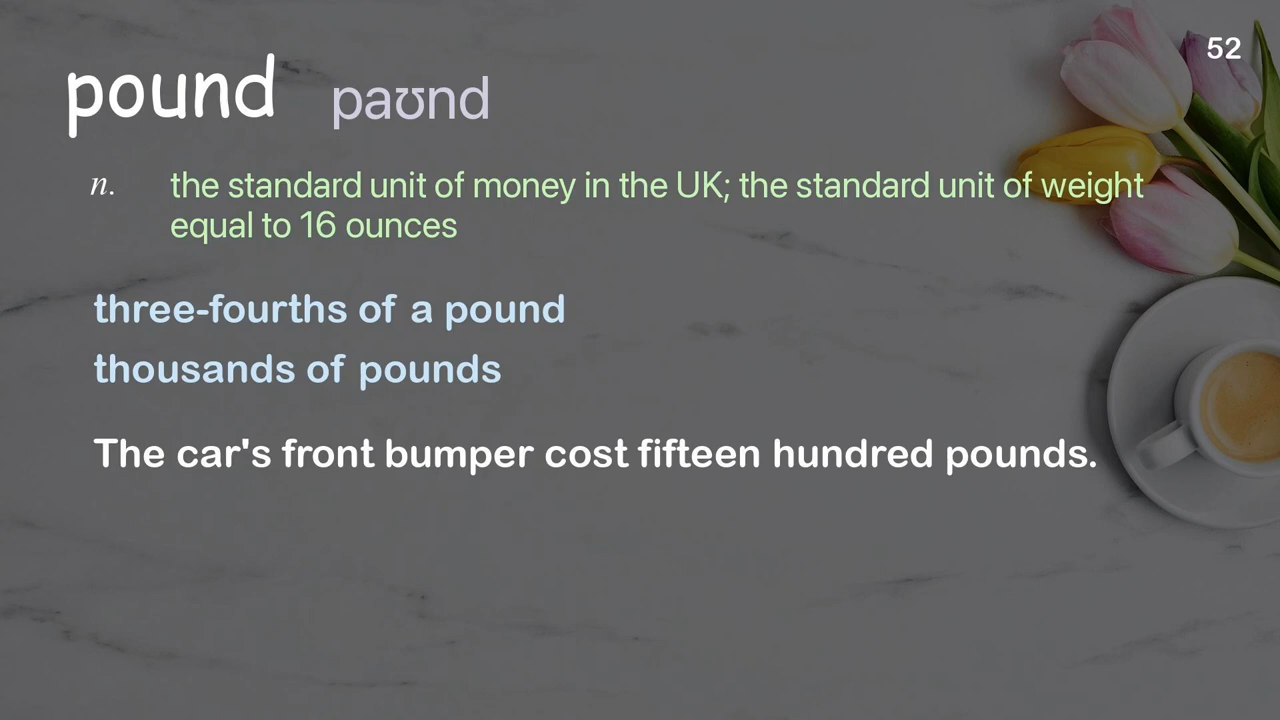 52
pound paʊnd
n. the standard unit of money in the UK; the standard unit of weight
equal to 16 ounces
three-fourths of a pound
thousands of pounds
The car's front bumper cost fifteen hundred pounds.